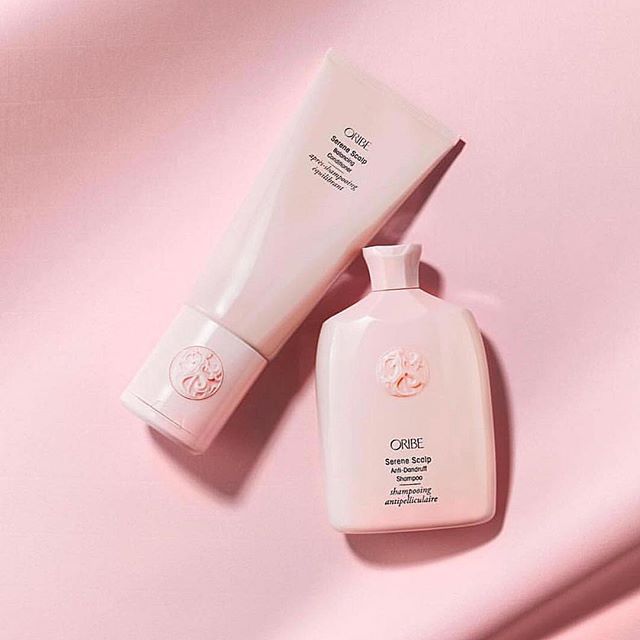 ORIBE
Serene Scalp
Balancing
Conditioner
après-shampooing
équilibrant
ORIBE
Serene Scalp
Anti-Dandruff
Shampoo
shampooing
antipelliculaire